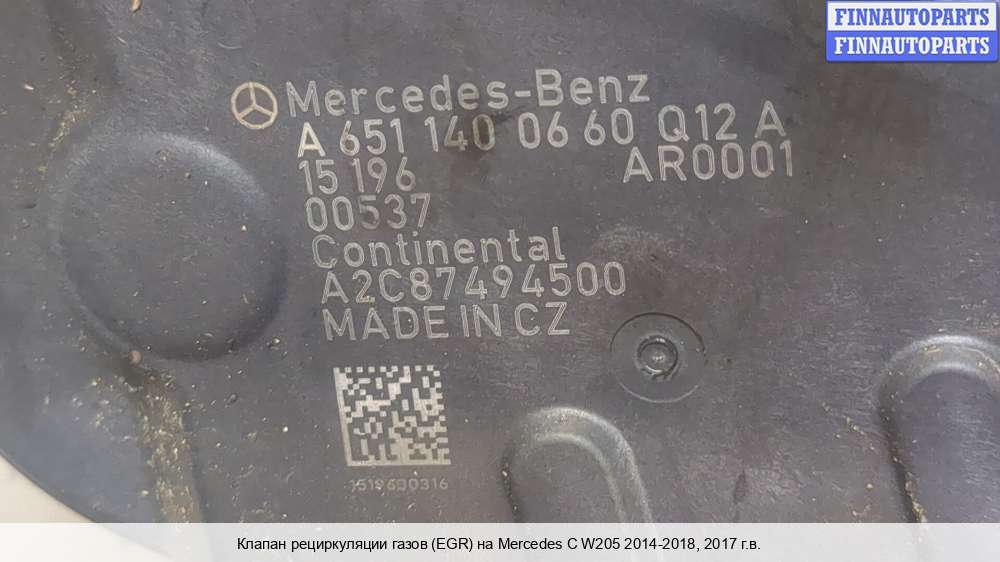 FINNAUTOPARTS
FINNAUTOPARTS
Mercedes-Benz
A 651 140 06 60 Q12 A
15 196 AR0001
00537
Continental
A2C87494500
MADE IN CZ
Клапан рециркуляции газов (EGR) на Mercedes C W205 2014-2018, 2017 г.в.